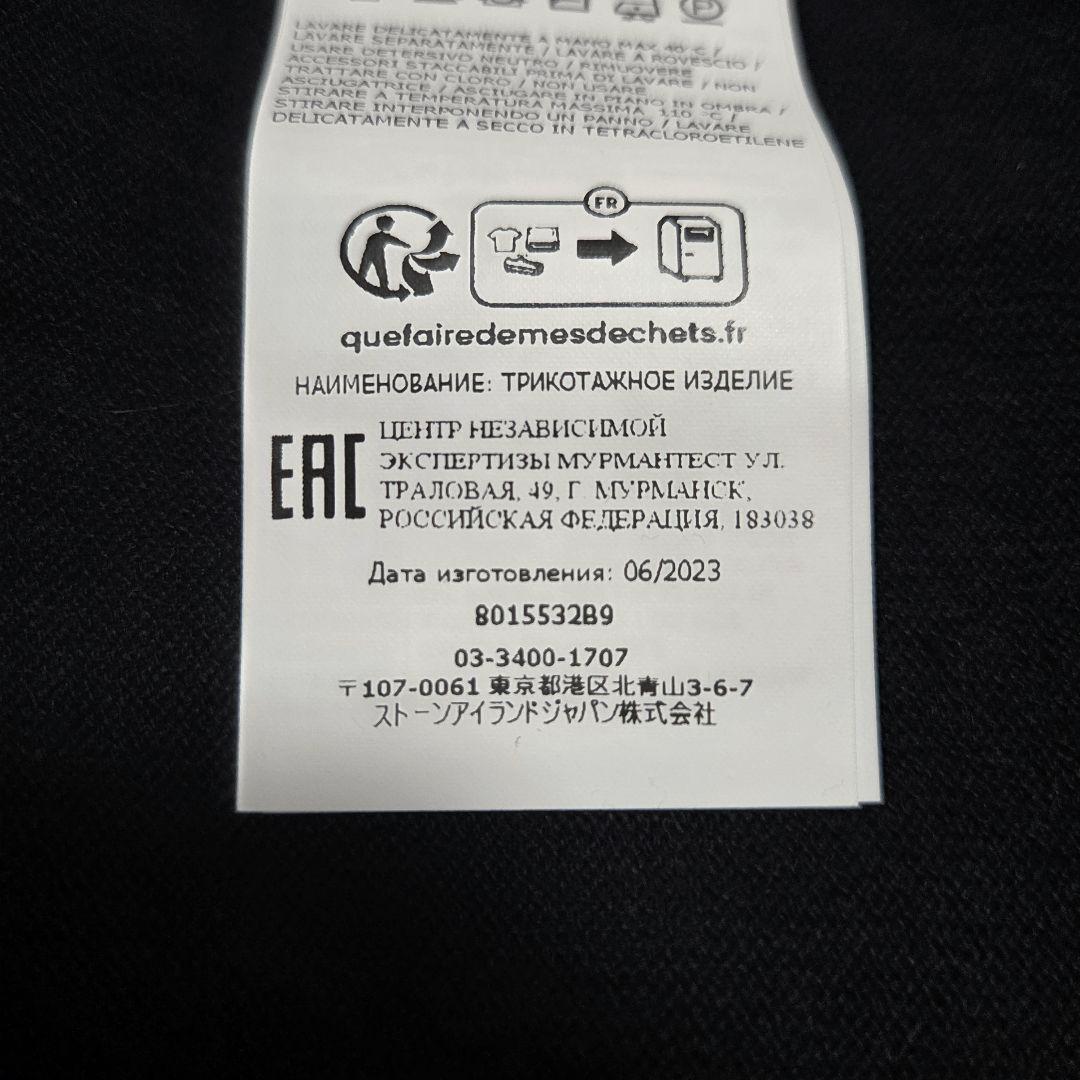 P
LAVARE DELICATAMENTE A MANO MAX 40°C /
LAVARE SEPARATAMENTE / LAVARE A ROVESCIO /
USARE DETERSIVO NEUTRO / RIMUOVERE
ACCESSORI STACCABILI PRIMA DI LAVARE / NON
TRATTARE CON CLORO / NON USARE
ASCIUGATRICE / ASCIUGARE IN PIANO IN OMBRA /
STIRARE A TEMPERATURA MASSIMA 110 °C /
STIRARE INTERPONENDO UN PANNO / LAVARE
DELICATAMENTE A SECCO IN TETRACLOROETILENE
FR
quefairedemesdechets.fr
НАИМЕНОВАНИЕ: ТРИКОТАЖНОЕ ИЗДЕЛИЕ
EAC
ЦЕНТР НЕЗАВИСИМОЙ
ЭКСПЕРТИЗЫ МУРМАНТЕСТ УЛ.
ТРАЛОВАЯ, 49, Г. МУРМАНСК,
РОССИЙСКАЯ ФЕДЕРАЦИЯ, 183038
Дата изготовления: 06/2023
8015532B9
03-3400-1707
〒107-0061 東京都港区北青山3-6-7
ストーンアイランドジャパン株式会社